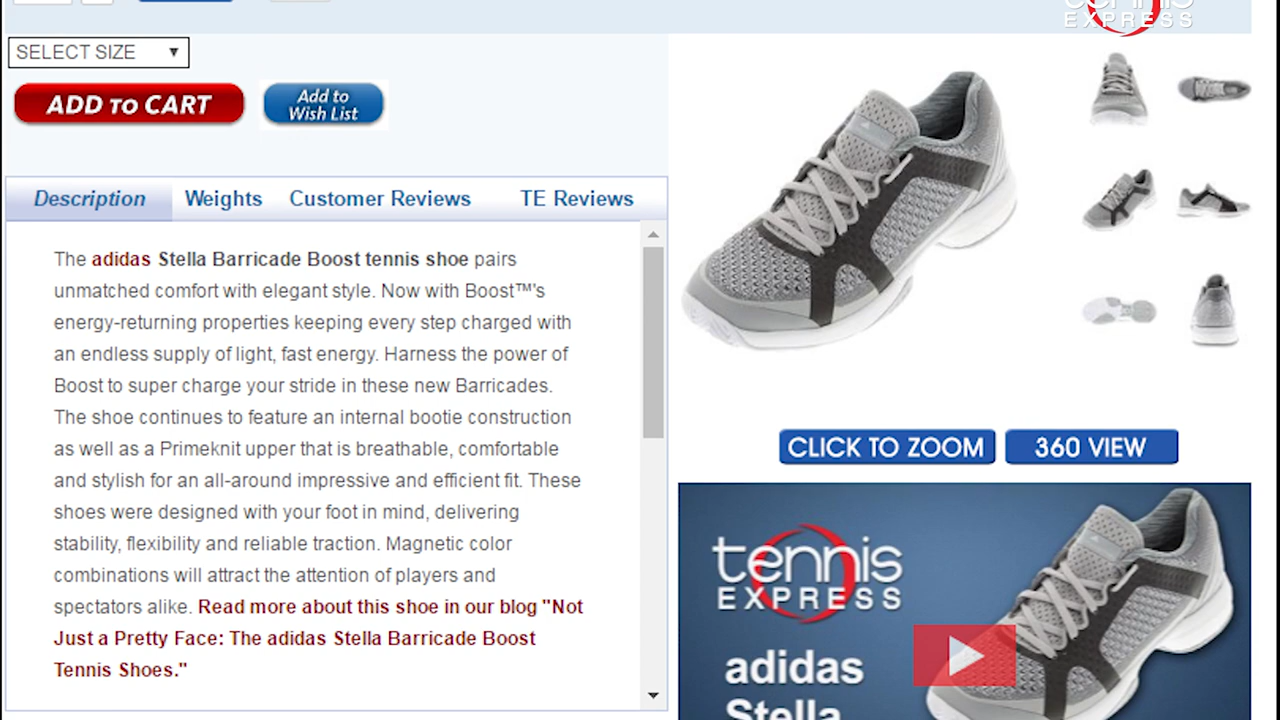 tennis
EXPRESS
SELECT SIZE
ADD to CART
Add to
Wish List
Description
Weights
Customer Reviews
TE Reviews
The adidas Stella Barricade Boost tennis shoe pairs
unmatched comfort with elegant style. Now with Boost™'s
energy-returning properties keeping every step charged with
an endless supply of light, fast energy. Harness the power of
Boost to super charge your stride in these new Barricades.
The shoe continues to feature an internal bootie construction
as well as a Primeknit upper that is breathable, comfortable
and stylish for an all-around impressive and efficient fit. These
shoes were designed with your foot in mind, delivering
stability, flexibility and reliable traction. Magnetic color
combinations will attract the attention of players and
spectators alike. Read more about this shoe in our blog "Not
Just a Pretty Face: The adidas Stella Barricade Boost
Tennis Shoes."
CLICK TO ZOOM
360 VIEW
tennis
EXPRESS
adidas
Stella